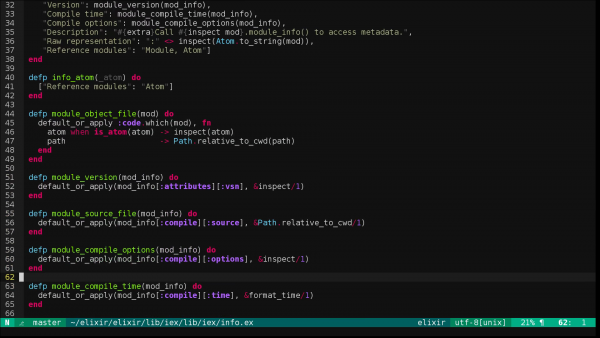 32 "Version": module_version(mod_info),
33 "Compile time": module_compile_time(mod_info),
34 "Compile options": module_compile_options(mod_info),
35 "Description": "#{extra}Call #{inspect mod}.module_info() to access metadata.",
36 "Raw representation": ":" <> inspect(Atom.to_string(mod)),
37 "Reference modules": "Module, Atom"]
38 end
39
40 defp info_atom(_atom) do
41 ["Reference modules": "Atom"]
42 end
43
44 defp module_object_file(mod) do
45 default_or_apply :code.which(mod), fn
46 atom when is_atom(atom) -> inspect(atom)
47 path -> Path.relative_to_cwd(path)
48 end
49 end
50
51 defp module_version(mod_info) do
52 default_or_apply(mod_info[:attributes][:vsn], &inspect/1)
53 end
54
55 defp module_source_file(mod_info) do
56 default_or_apply(mod_info[:compile][:source], &Path.relative_to_cwd/1)
57 end
58
59 defp module_compile_options(mod_info) do
60 default_or_apply(mod_info[:compile][:options], &inspect/1)
61 end
62
63 defp module_compile_time(mod_info) do
64 default_or_apply(mod_info[:compile][:time], &format_time/1)
65 end
66
N master ~/elixir/elixir/lib/iex/lib/iex/info.ex elixir utf-8[unix] 21% ¶ 62: 1